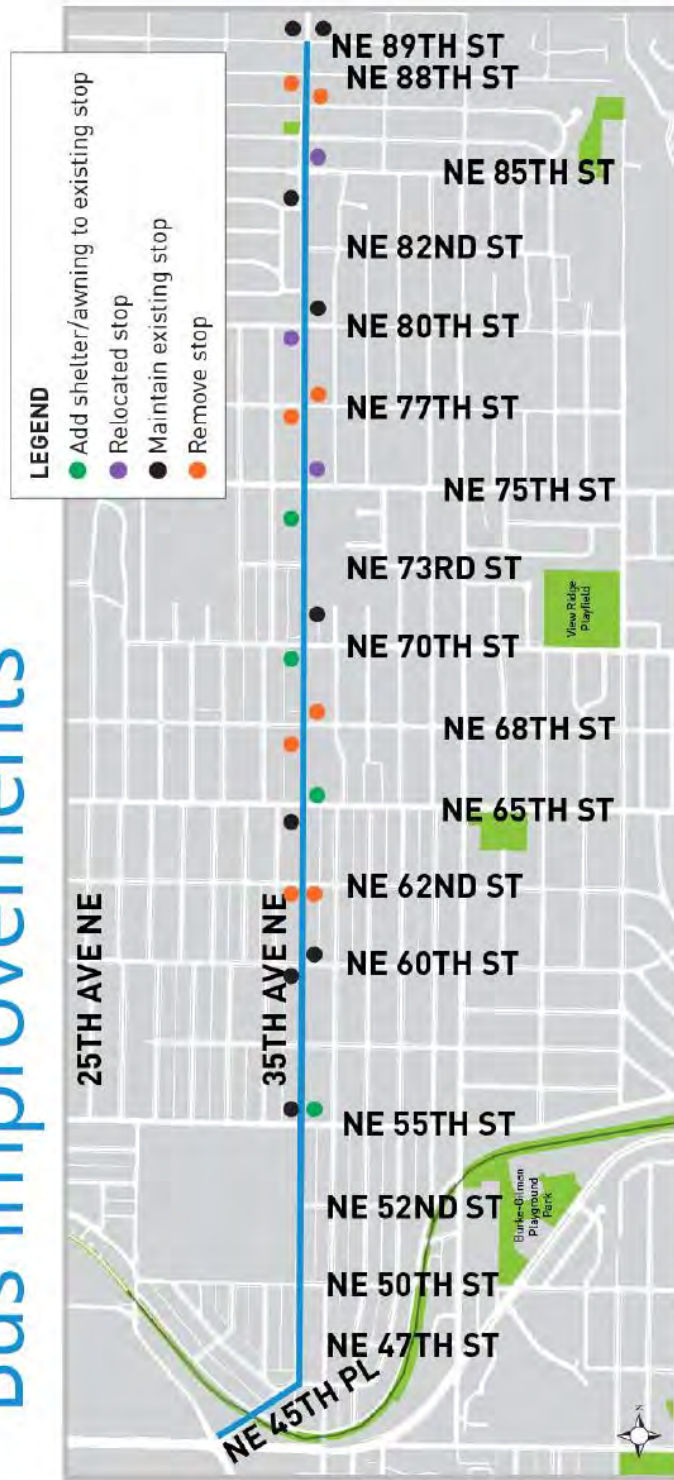 Bus Improvements
LEGEND
Add shelter/awning to existing stop
Relocated stop
Maintain existing stop
Remove stop
25TH AVE NE
35TH AVE NE
NE 45TH PL
NE 47TH ST
NE 50TH ST
NE 52ND ST
NE 55TH ST
NE 60TH ST
NE 62ND ST
NE 65TH ST
NE 68TH ST
NE 70TH ST
NE 73RD ST
NE 75TH ST
NE 77TH ST
NE 80TH ST
NE 82ND ST
NE 85TH ST
NE 88TH ST
NE 89TH ST
Burke-Gilman
Playground
Park
View Ridge
Playfield
N